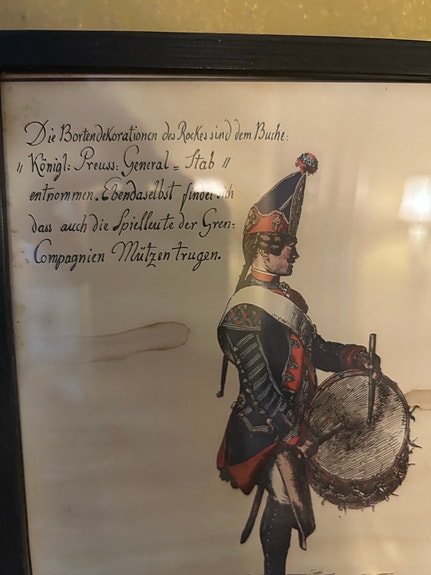 Die Bortendekorationen des Rockes sind dem Buche:
„ Königl: Preuss: General = Stab "
entnommen. Ebendaselbst findet sich
dass auch die Spielleute der Gren:
Compagnien Mützen trugen.